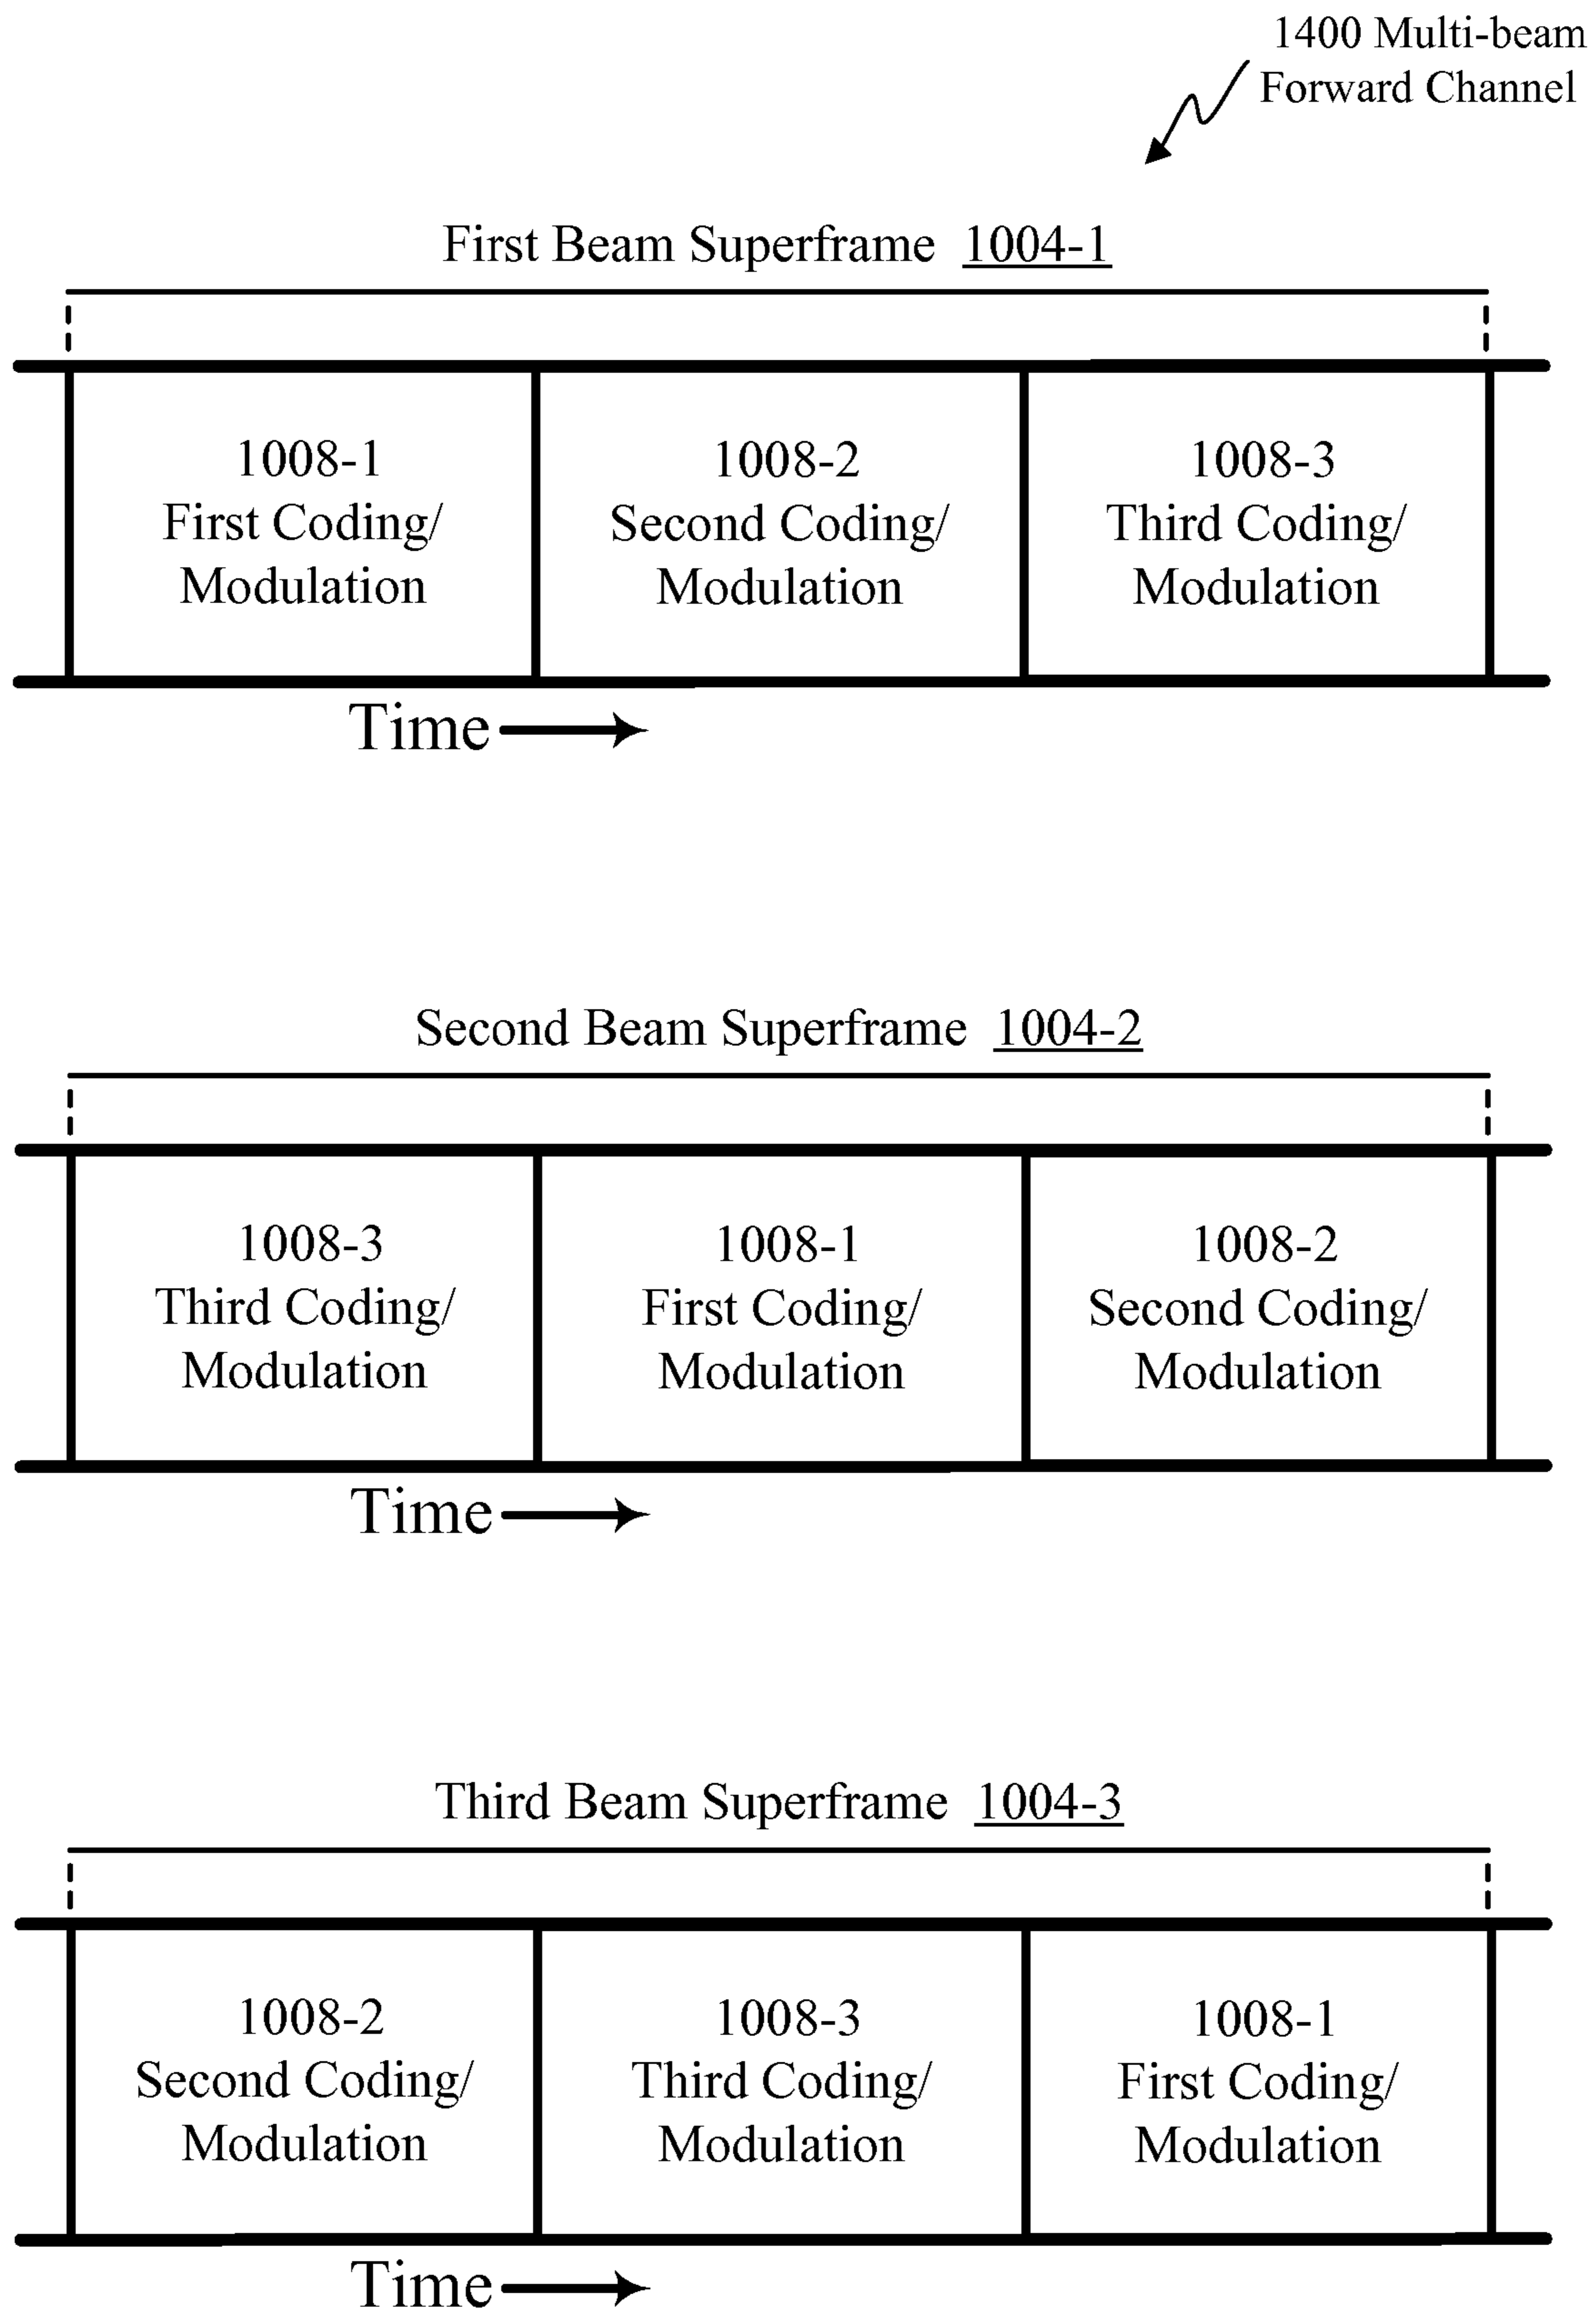 1400 Multi-beam
Forward Channel
First Beam Superframe 1004-1
1008-1
First Coding/
Modulation
1008-2
Second Coding/
Modulation
1008-3
Third Coding/
Modulation
Time
Second Beam Superframe 1004-2
1008-3
Third Coding/
Modulation
1008-1
First Coding/
Modulation
1008-2
Second Coding/
Modulation
Time
Third Beam Superframe 1004-3
1008-2
Second Coding/
Modulation
1008-3
Third Coding/
Modulation
1008-1
First Coding/
Modulation
Time